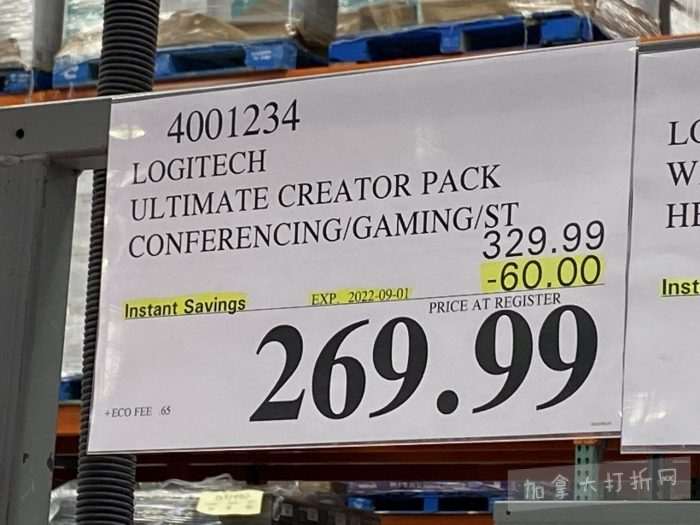 4001234
LOGITECH
ULTIMATE CREATOR PACK
CONFERENCING/GAMING/ST
329.99
-60.00
Instant Savings
EXP. 2022-09-01
PRICE AT REGISTER
269.99
+ECO FEE .65
LO
W
HE
Inst
加拿大打折网